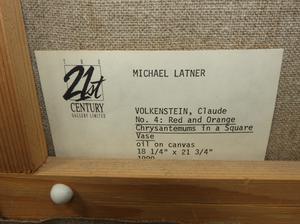 THE
21st
CENTURY
GALLERY LIMITED
MICHAEL LATNER
VOLKENSTEIN, Claude
No. 4: Red and Orange
Chrysantemums in a Square
Vase
oil on canvas
18 1/4" x 21 3/4"
1990